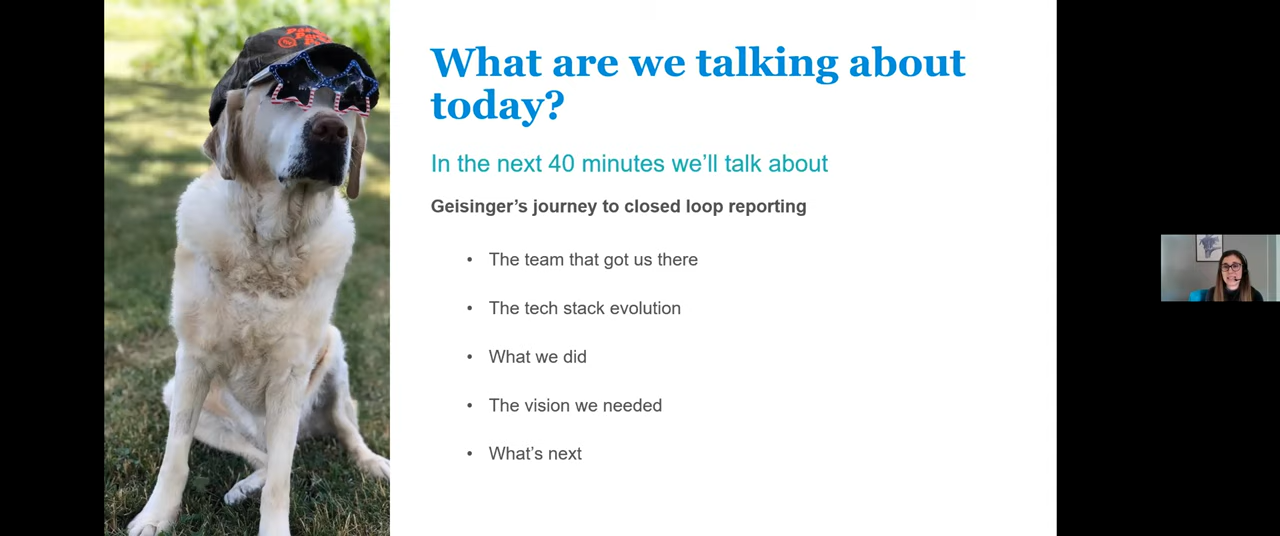 What are we talking about
today?
In the next 40 minutes we’ll talk about
Geisinger’s journey to closed loop reporting
• The team that got us there
• The tech stack evolution
• What we did
• The vision we needed
• What’s next